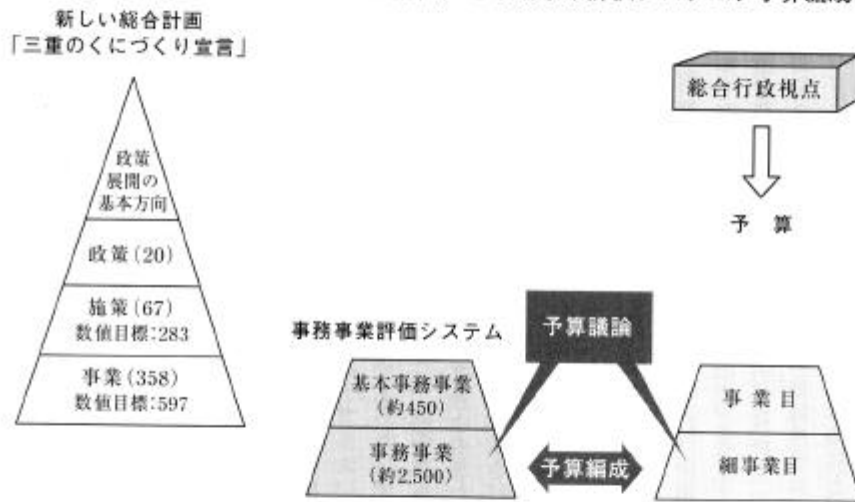 新しい総合計画
「三重のくにづくり宣言」
政策
展開の
基本方向
政策(20)
施策(67)
数値目標:283
事業(358)
数値目標:597
総合行政視点
予 算
事務事業評価システム
予算議論
基本事務事業
(約450)
事務事業
(約2,500)
予算編成
事 業 目
細事業目